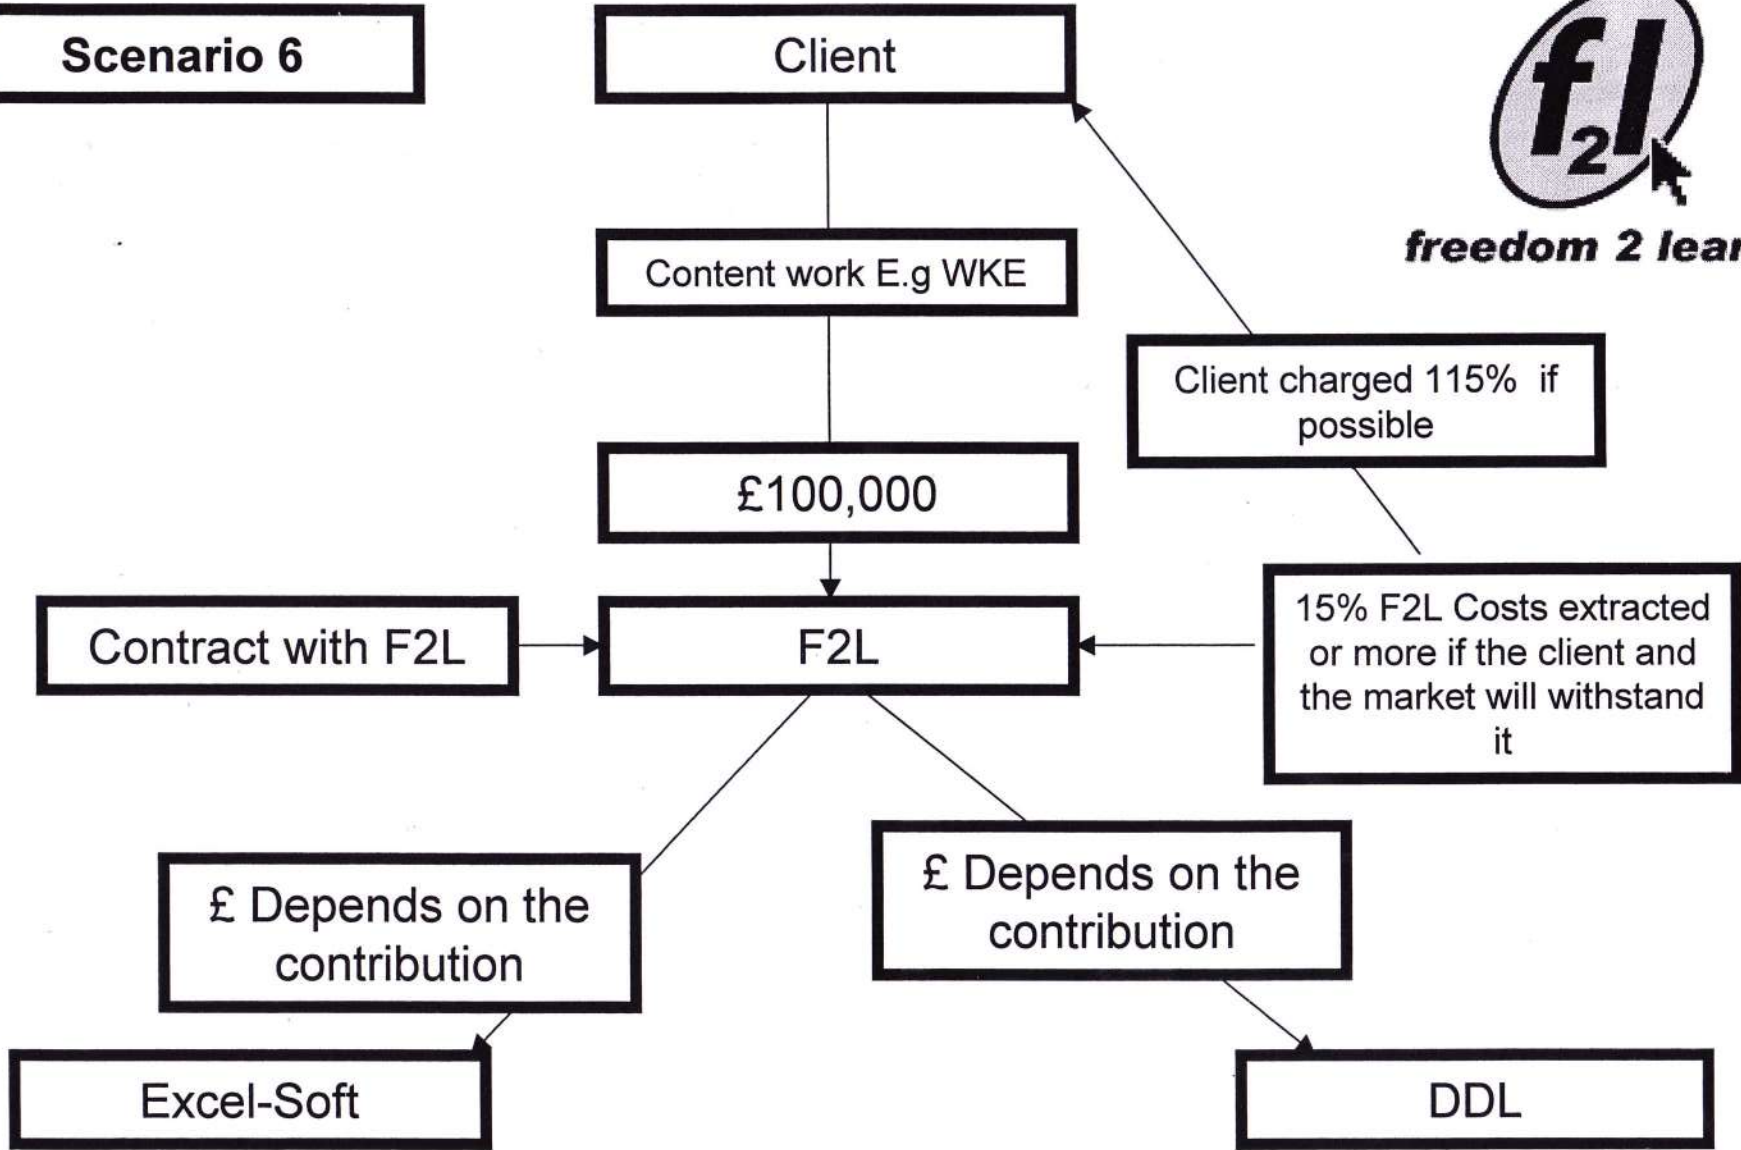 Scenario 6
Client
f2l
freedom 2 lear
Content work E.g WKE
Client charged 115% if
possible
£100,000
Contract with F2L
F2L
15% F2L Costs extracted
or more if the client and
the market will withstand
it
£ Depends on the
contribution
£ Depends on the
contribution
Excel-Soft
DDL